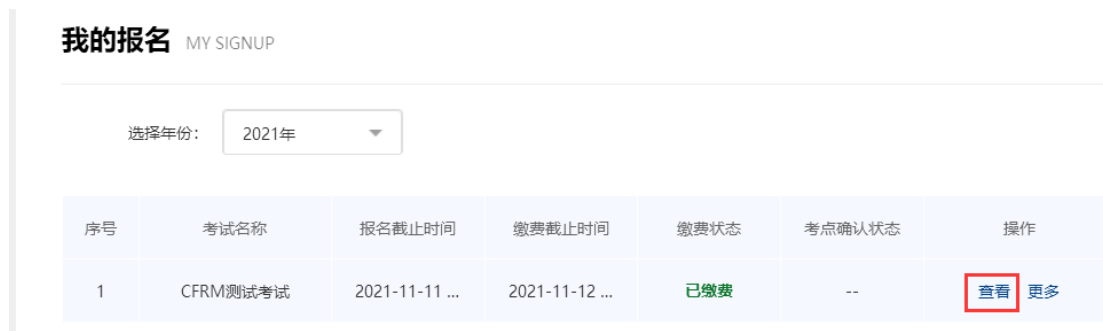 我的报名 MY SIGNUP
选择年份： 2021年
序号 考试名称 报名截止时间 缴费截止时间 缴费状态 考点确认状态 操作
1 CFRM测试考试 2021-11-11 ... 2021-11-12 ... 已缴费 -- 查看 更多